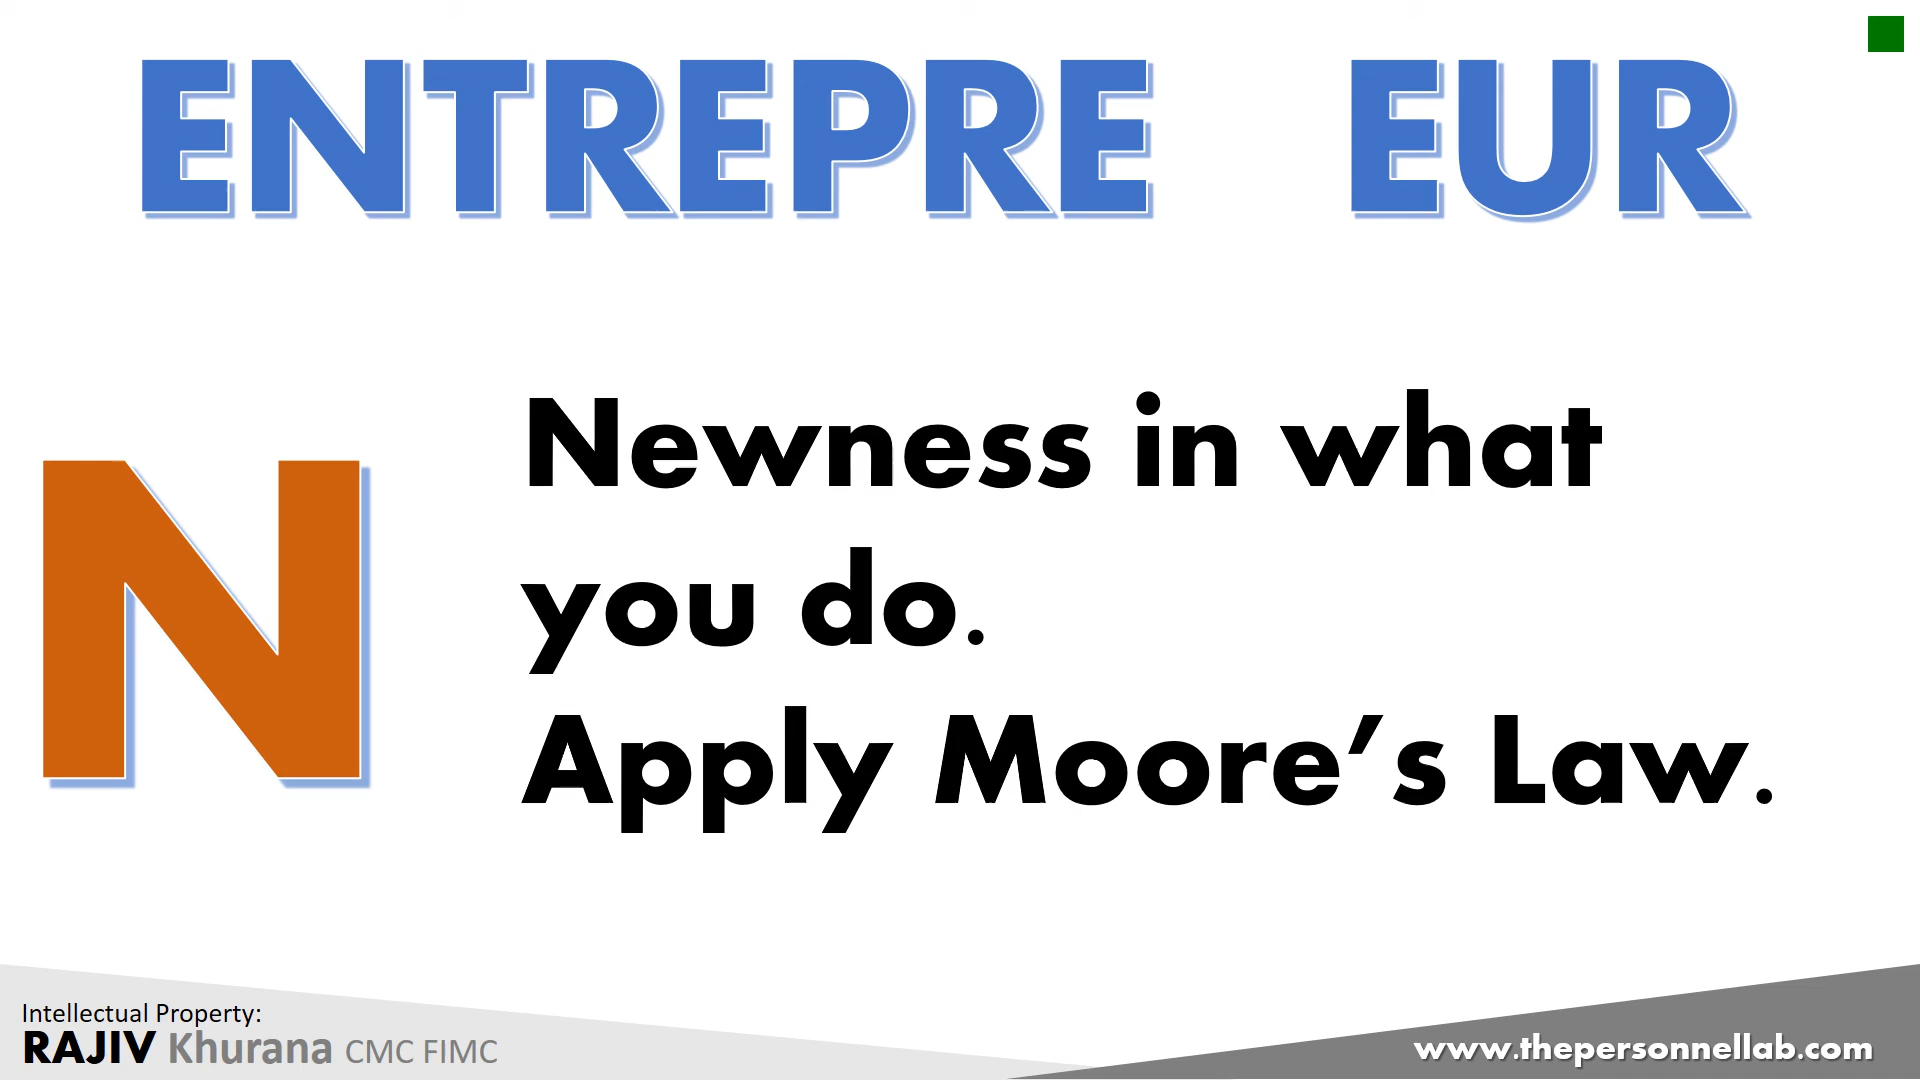 ENTREPRE EUR
N
Newness in what
you do.
Apply Moore’s Law.
Intellectual Property:
RAJIV Khurana CMC FIMC
www.thepersonnellab.com